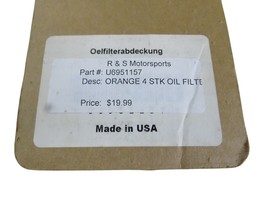 Oelfilterabdeckung
R & S Motorsports
Part #: U6951157
Desc: ORANGE 4 STK OIL FILTE
Price: $19.99
Made in USA